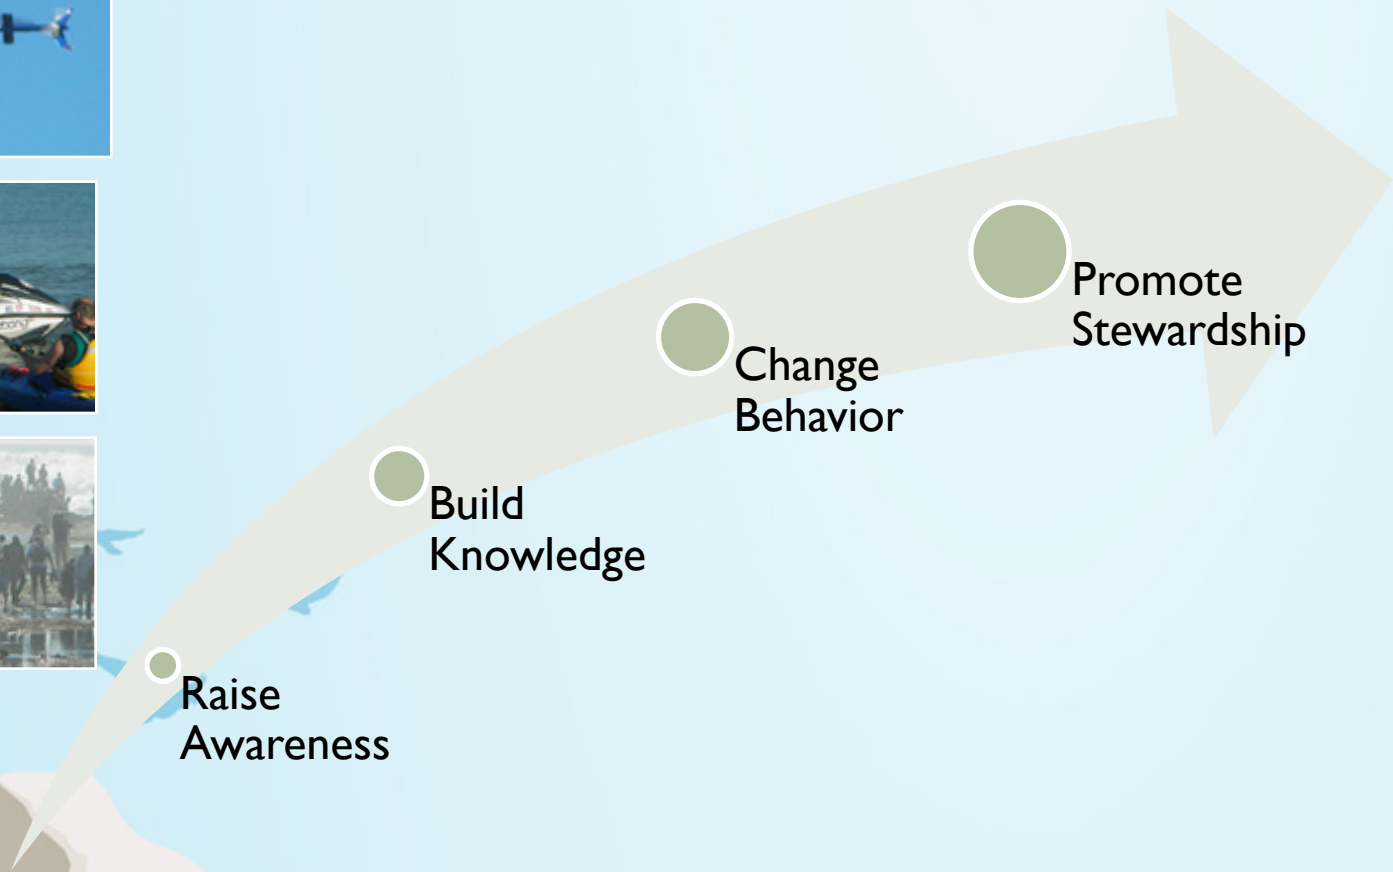 Promote
Stewardship
Change
Behavior
Build
Knowledge
Raise
Awareness